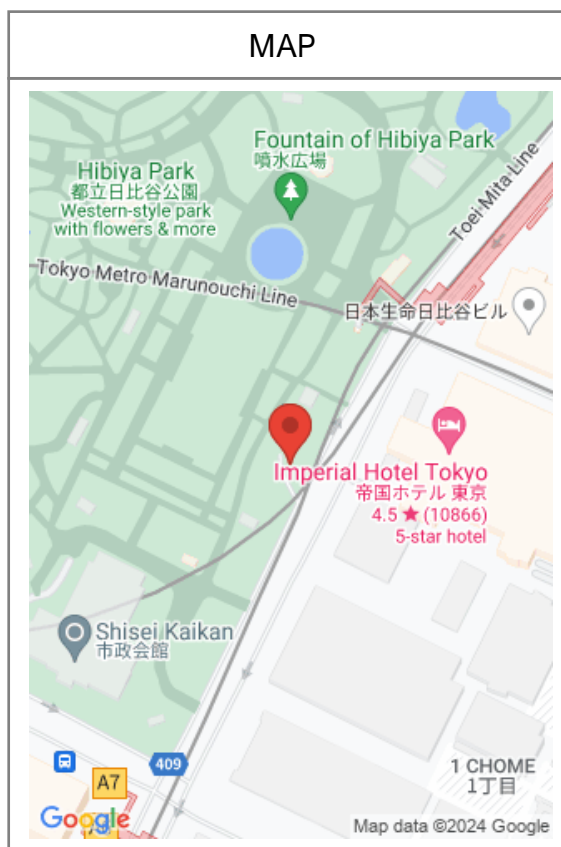 MAP
Fountain of Hibiya Park
噴水広場
Hibiya Park
都立日比谷公園
Western-style park
with flowers & more
Toei Mita Line
Tokyo Metro Marunouchi Line
日本生命日比谷ビル
Imperial Hotel Tokyo
帝国ホテル 東京
4.5 ★ (10866)
5-star hotel
Shisei Kaikan
市政会館
409
A7
1 CHOME
1丁目
Google
Map data ©2024 Google